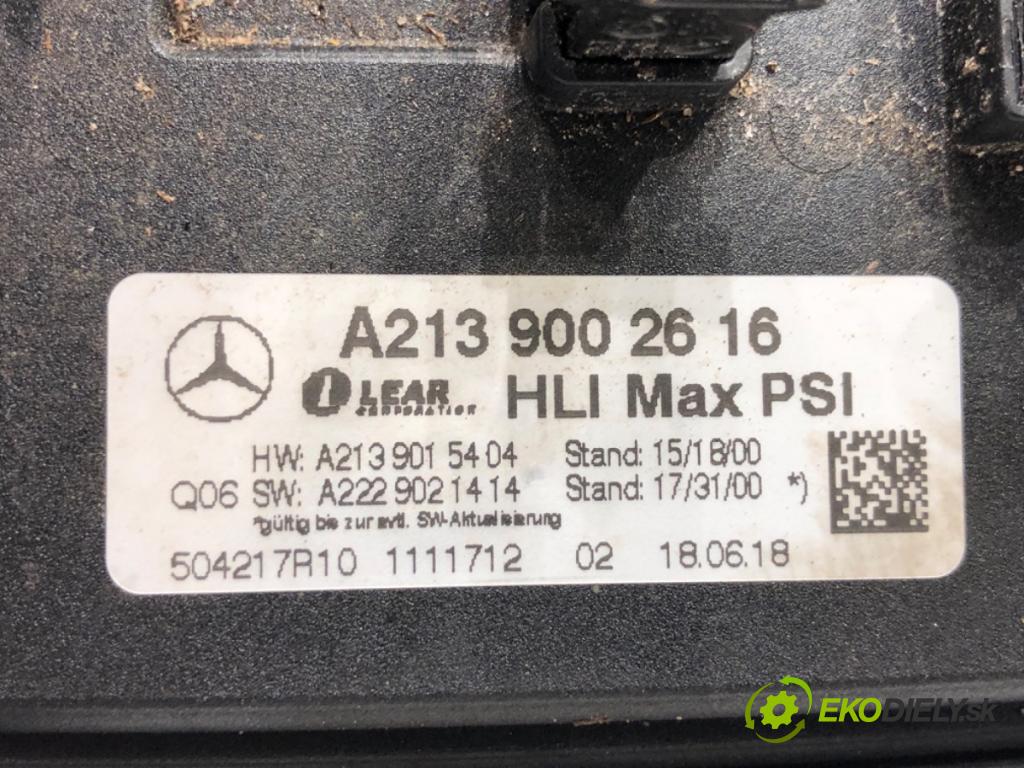 A213 900 26 16
LEAR CORPORATION HLI Max PSI
HW: A213 901 54 04 Stand: 15/18/00
Q06 SW: A222 902 14 14 Stand: 17/31/00 *)
*gültig bis zur evtl. SW-Aktualisierung
504217R10 1111712 02 18.06.18
EKODIELY.sk